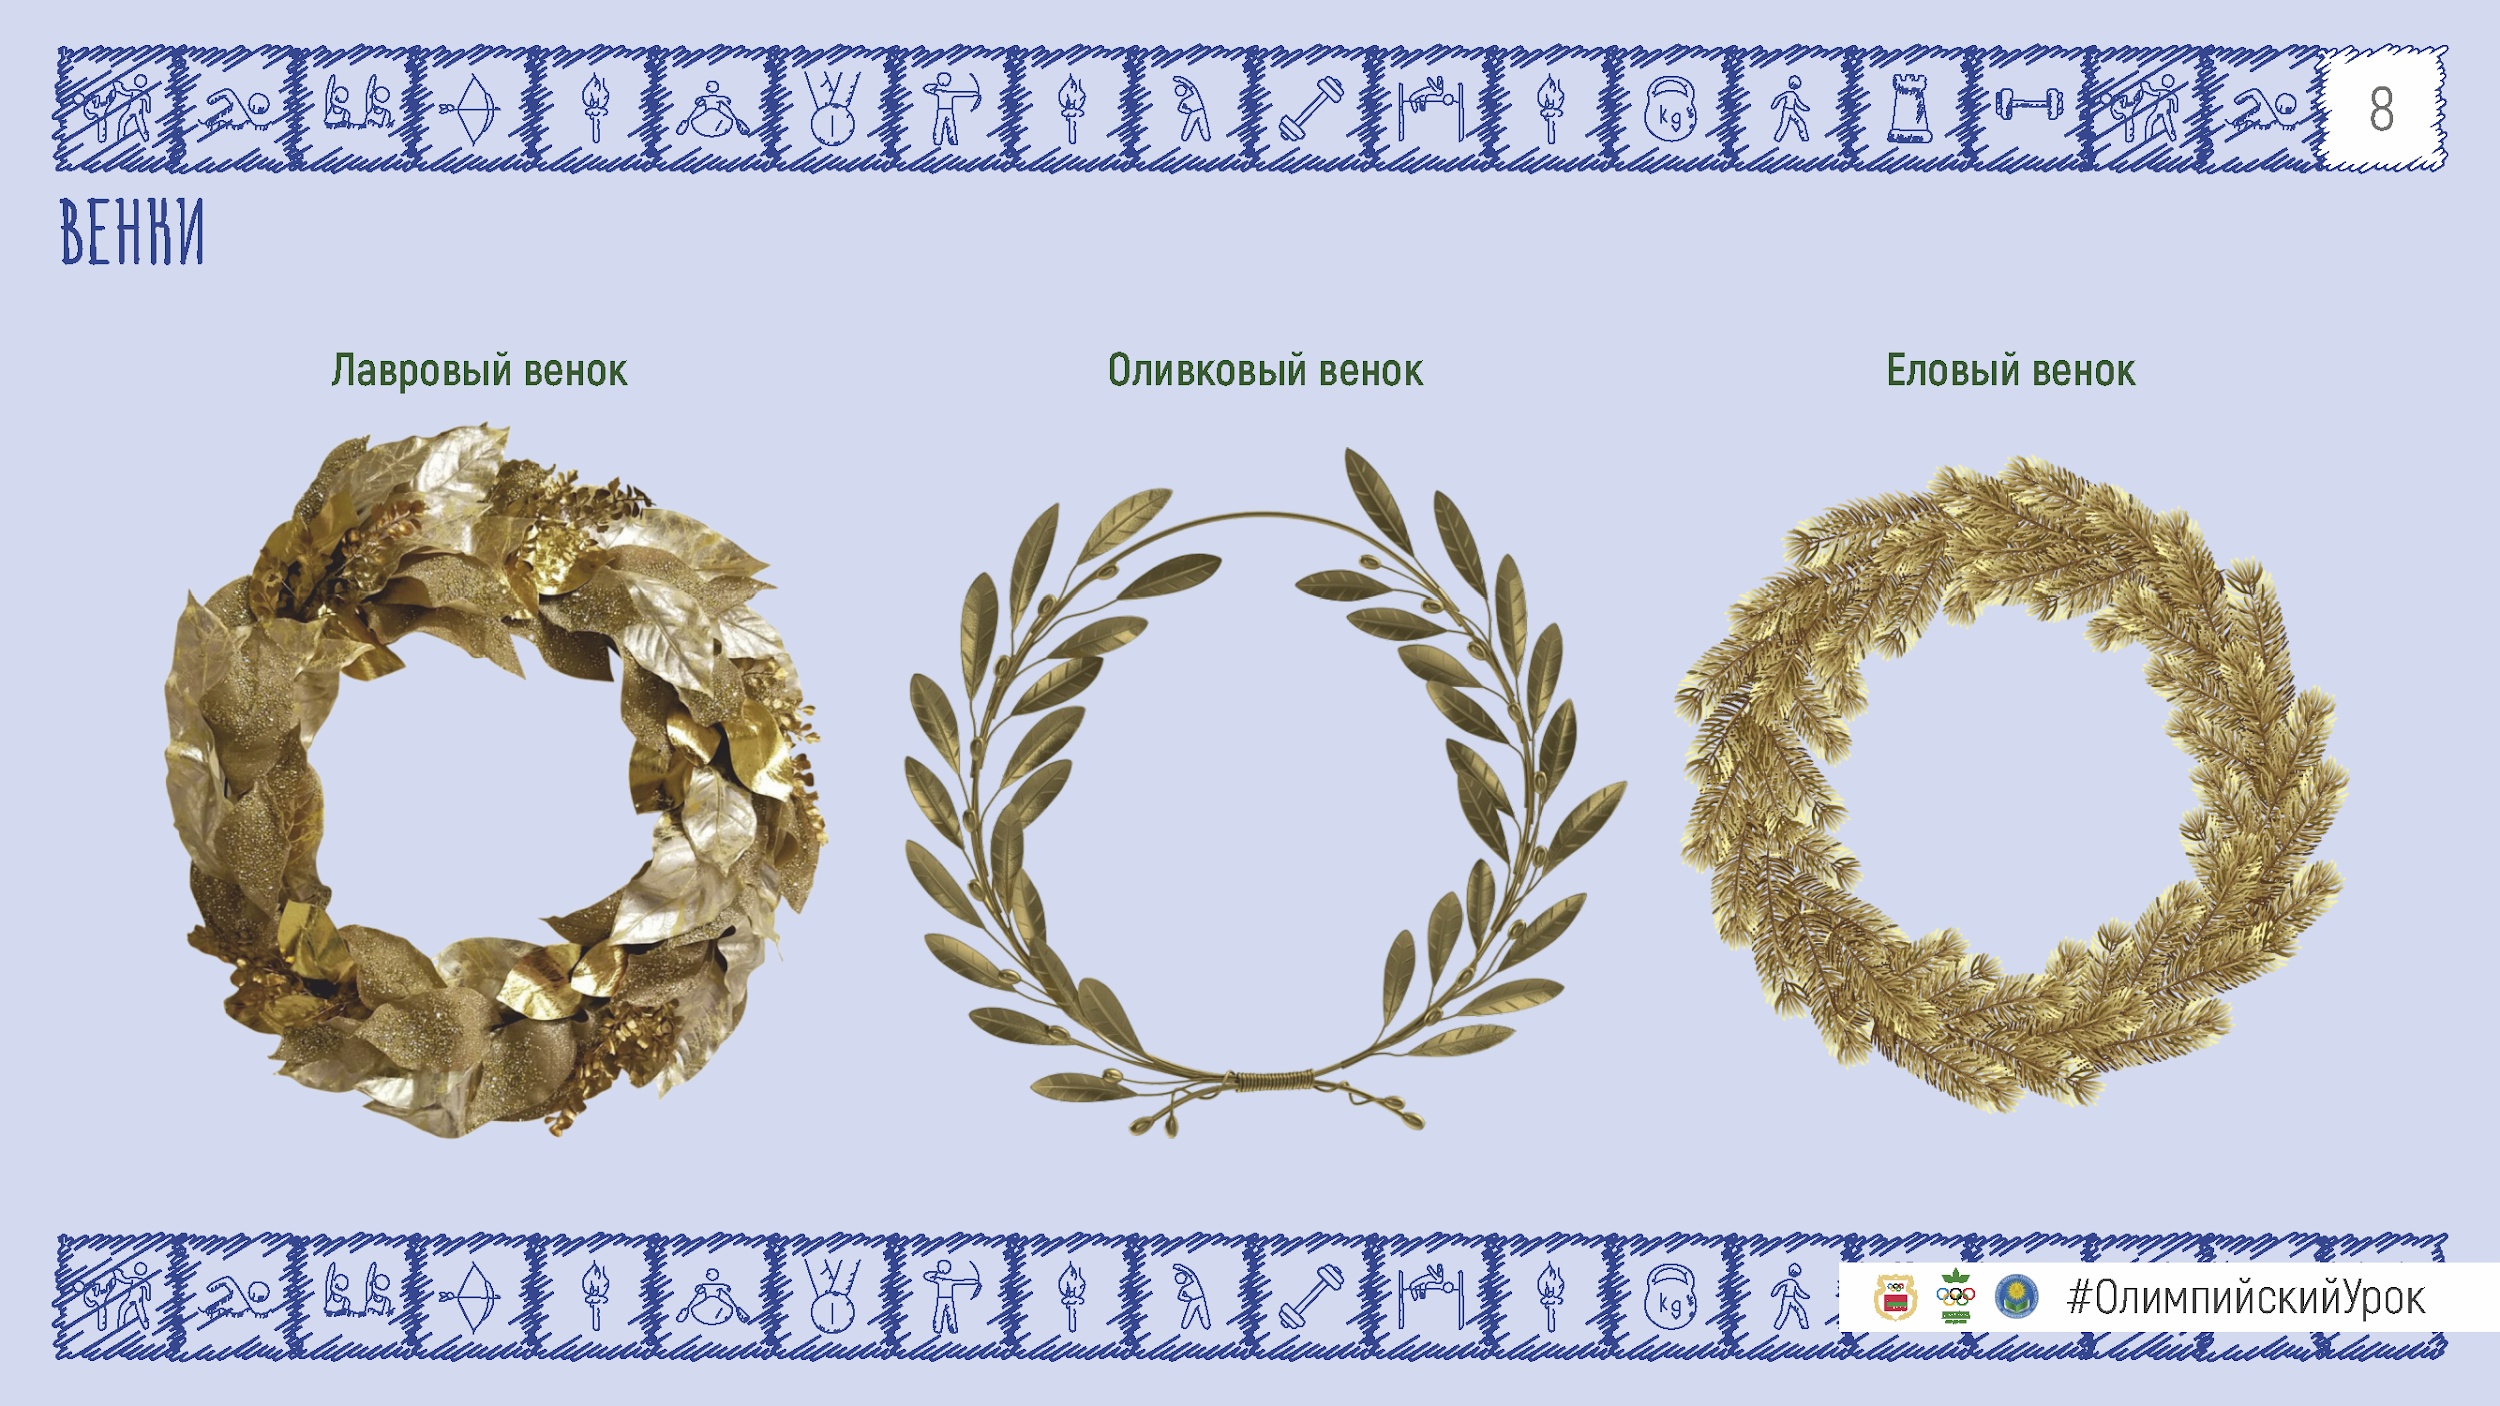 8
ВЕНКИ
Лавровый венок
Оливковый венок
Еловый венок
kg
kg
#ОлимпийскийУрок